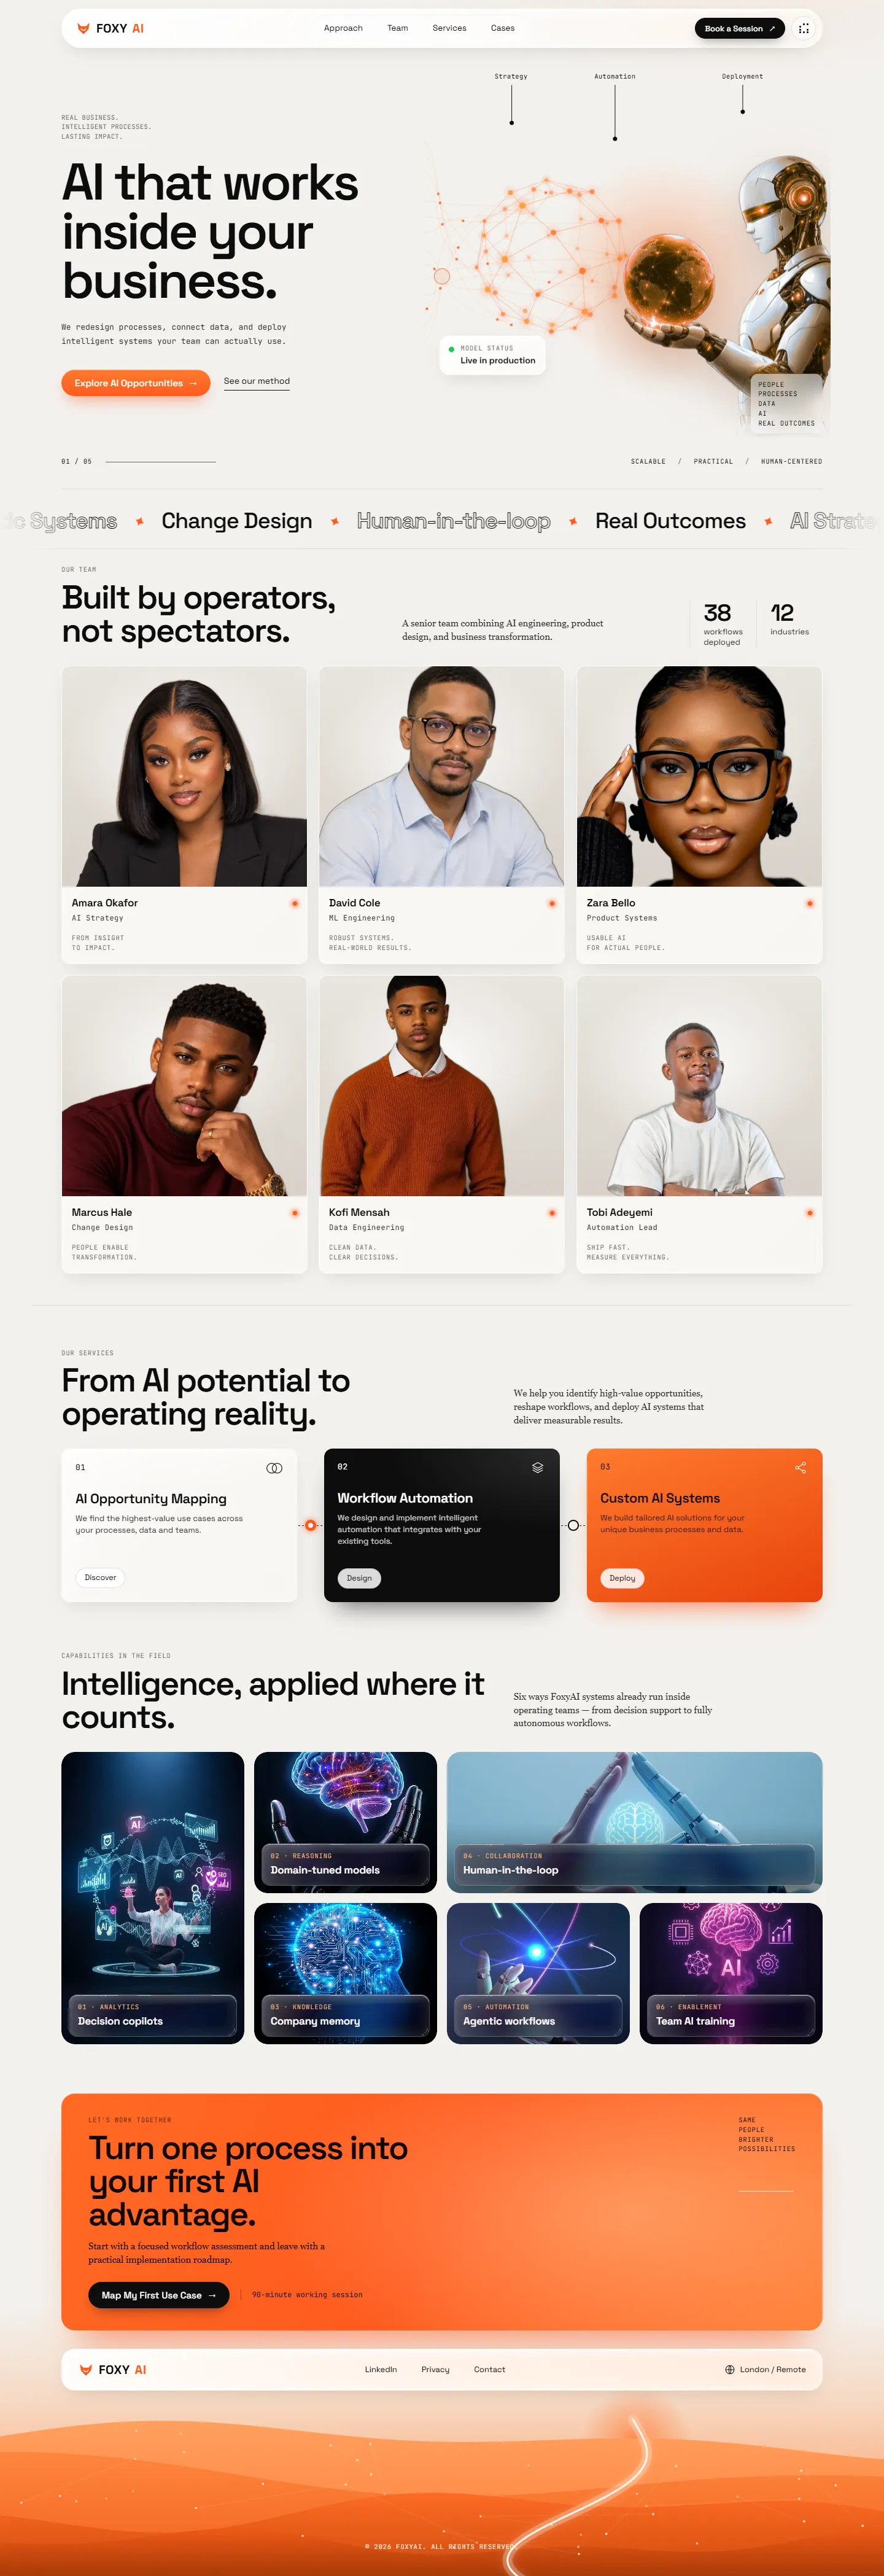 FOXY AI
Approach
Team
Services
Cases
Book a Session ↗
Strategy
Automation
Deployment
REAL BUSINESS.
INTELLIGENT PROCESSES.
LASTING IMPACT.
AI that works
inside your
business.
We redesign processes, connect data, and deploy
intelligent systems your team can actually use.
Explore AI Opportunities →
See our method
MODEL STATUS
Live in production
PEOPLE
PROCESSES
DATA
AI
REAL OUTCOMES
01 / 05
SCALABLE / PRACTICAL / HUMAN-CENTERED
ic Systems ✦ Change Design ✦ Human-in-the-loop ✦ Real Outcomes ✦ AI Strate
OUR TEAM
Built by operators,
not spectators.
A senior team combining AI engineering, product
design, and business transformation.
38
workflows
deployed
12
industries
Amara Okafor
AI Strategy
FROM INSIGHT
TO IMPACT.
David Cole
ML Engineering
ROBUST SYSTEMS.
REAL-WORLD RESULTS.
Zara Bello
Product Systems
USABLE AI
FOR ACTUAL PEOPLE.
Marcus Hale
Change Design
PEOPLE ENABLE
TRANSFORMATION.
Kofi Mensah
Data Engineering
CLEAN DATA.
CLEAR DECISIONS.
Tobi Adeyemi
Automation Lead
SHIP FAST.
MEASURE EVERYTHING.
OUR SERVICES
From AI potential to
operating reality.
We help you identify high-value opportunities,
reshape workflows, and deploy AI systems that
deliver measurable results.
01
AI Opportunity Mapping
We find the highest-value use cases across
your processes, data and teams.
Discover
02
Workflow Automation
We design and implement intelligent
automation that integrates with your
existing tools.
Design
03
Custom AI Systems
We build tailored AI solutions for your
unique business processes and data.
Deploy
CAPABILITIES IN THE FIELD
Intelligence, applied where it
counts.
Six ways FoxyAI systems already run inside
operating teams — from decision support to fully
autonomous workflows.
AI
AI
SEO
AI
01 · ANALYTICS
Decision copilots
02 · REASONING
Domain-tuned models
04 · COLLABORATION
Human-in-the-loop
03 · KNOWLEDGE
Company memory
05 · AUTOMATION
Agentic workflows
AI
06 · ENABLEMENT
Team AI training
LET'S WORK TOGETHER
Turn one process into
your first AI
advantage.
Start with a focused workflow assessment and leave with a
practical implementation roadmap.
Map My First Use Case →
90-minute working session
SAME
PEOPLE
BRIGHTER
POSSIBILITIES
FOXY AI
LinkedIn
Privacy
Contact
London / Remote
© 2026 FOXYAI. ALL RIGHTS RESERVED.